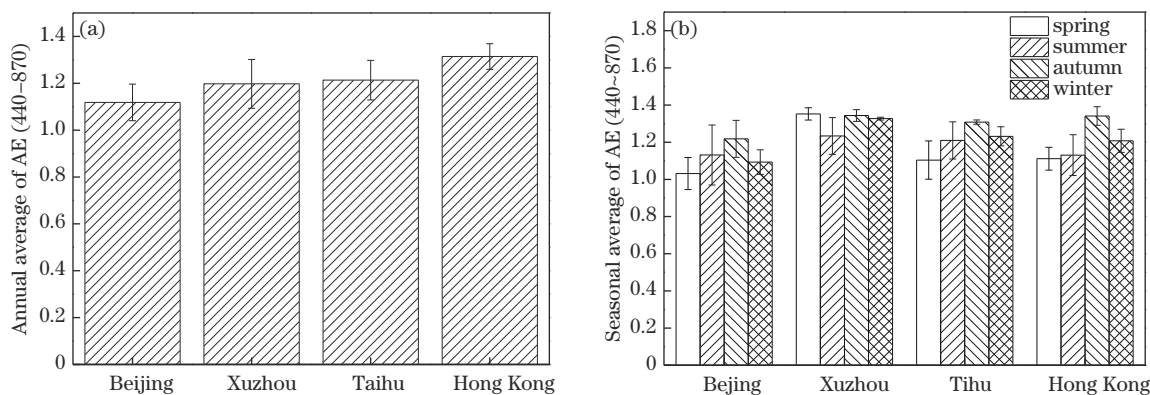 (a)
Annual average of AE (440–870)
1.4
1.2
1.0
0.8
0.6
0.4
0.2
0
Beijing Xuzhou Taihu Hong Kong
(b)
Seasonal average of AE (440~870)
1.8
1.6
1.4
1.2
1.0
0.8
0.6
0.4
0.2
0
spring
summer
autumn
winter
Bejing Xuzhou Tihu Hong Kong